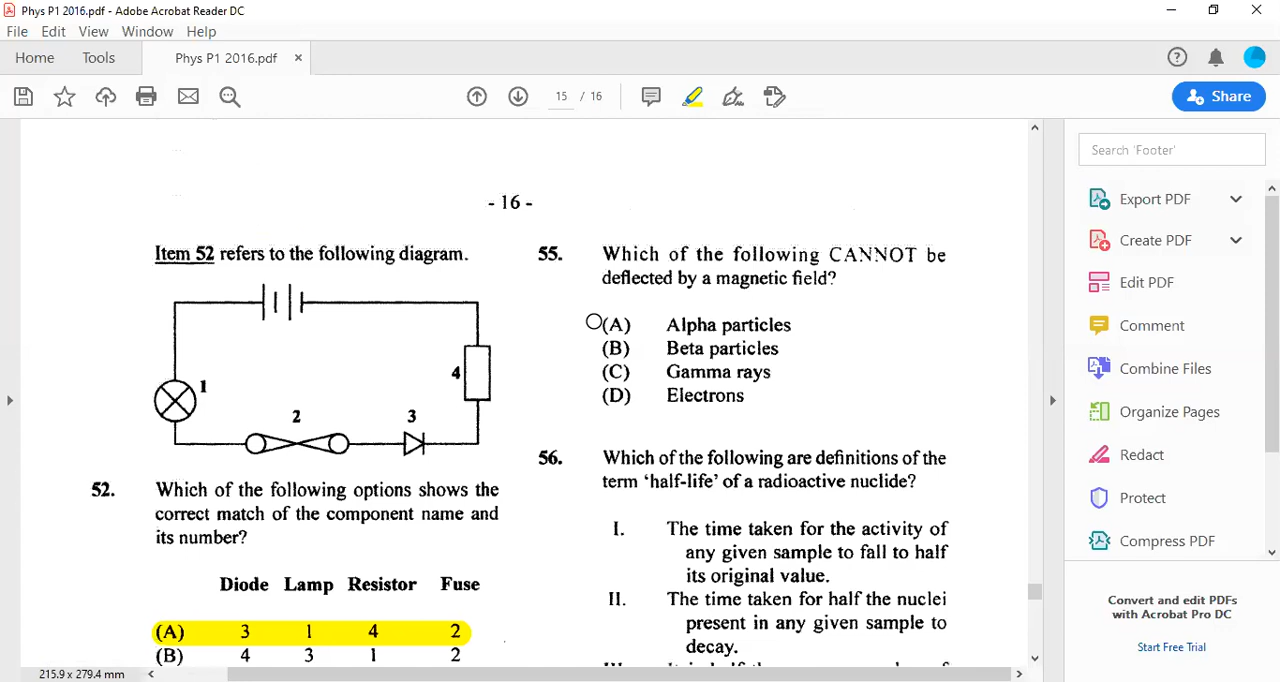 Phys P1 2016.pdf - Adobe Acrobat Reader DC
File Edit View Window Help
Home Tools Phys P1 2016.pdf ×
15 / 16
Share
Search 'Footer'
Export PDF
Create PDF
Edit PDF
Comment
Combine Files
Organize Pages
Redact
Protect
Compress PDF
Convert and edit PDFs
with Acrobat Pro DC
Start Free Trial
- 16 -
Item 52 refers to the following diagram.
1
2
3
4
52. Which of the following options shows the
correct match of the component name and
its number?
Diode Lamp Resistor Fuse
(A) 3 1 4 2
(B) 4 3 1 2
55. Which of the following CANNOT be
deflected by a magnetic field?
(A) Alpha particles
(B) Beta particles
(C) Gamma rays
(D) Electrons
56. Which of the following are definitions of the
term ‘half-life’ of a radioactive nuclide?
I. The time taken for the activity of
any given sample to fall to half
its original value.
II. The time taken for half the nuclei
present in any given sample to
decay.
215.9 x 279.4 mm